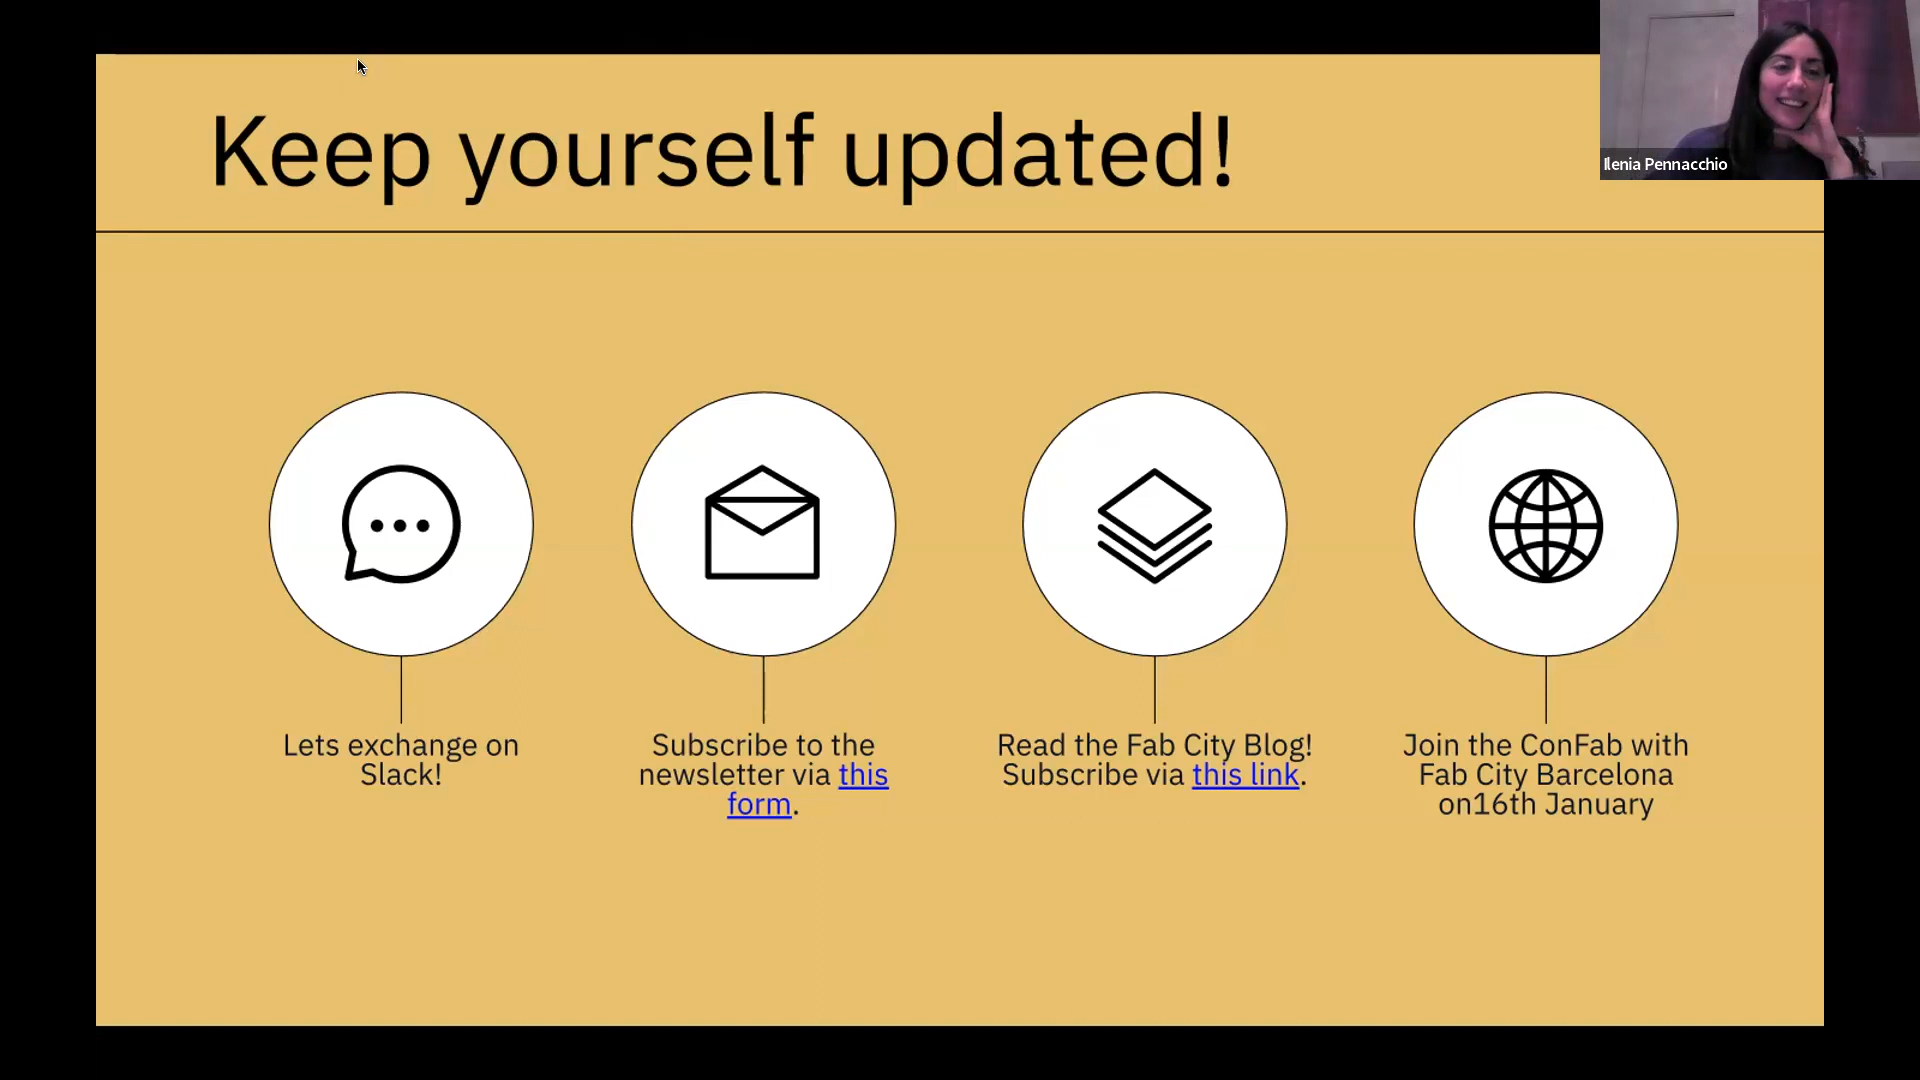 Keep yourself updated!
Ilenia Pennacchio
Lets exchange on
Slack!
Subscribe to the
newsletter via this
form.
Read the Fab City Blog!
Subscribe via this link.
Join the ConFab with
Fab City Barcelona
on16th January